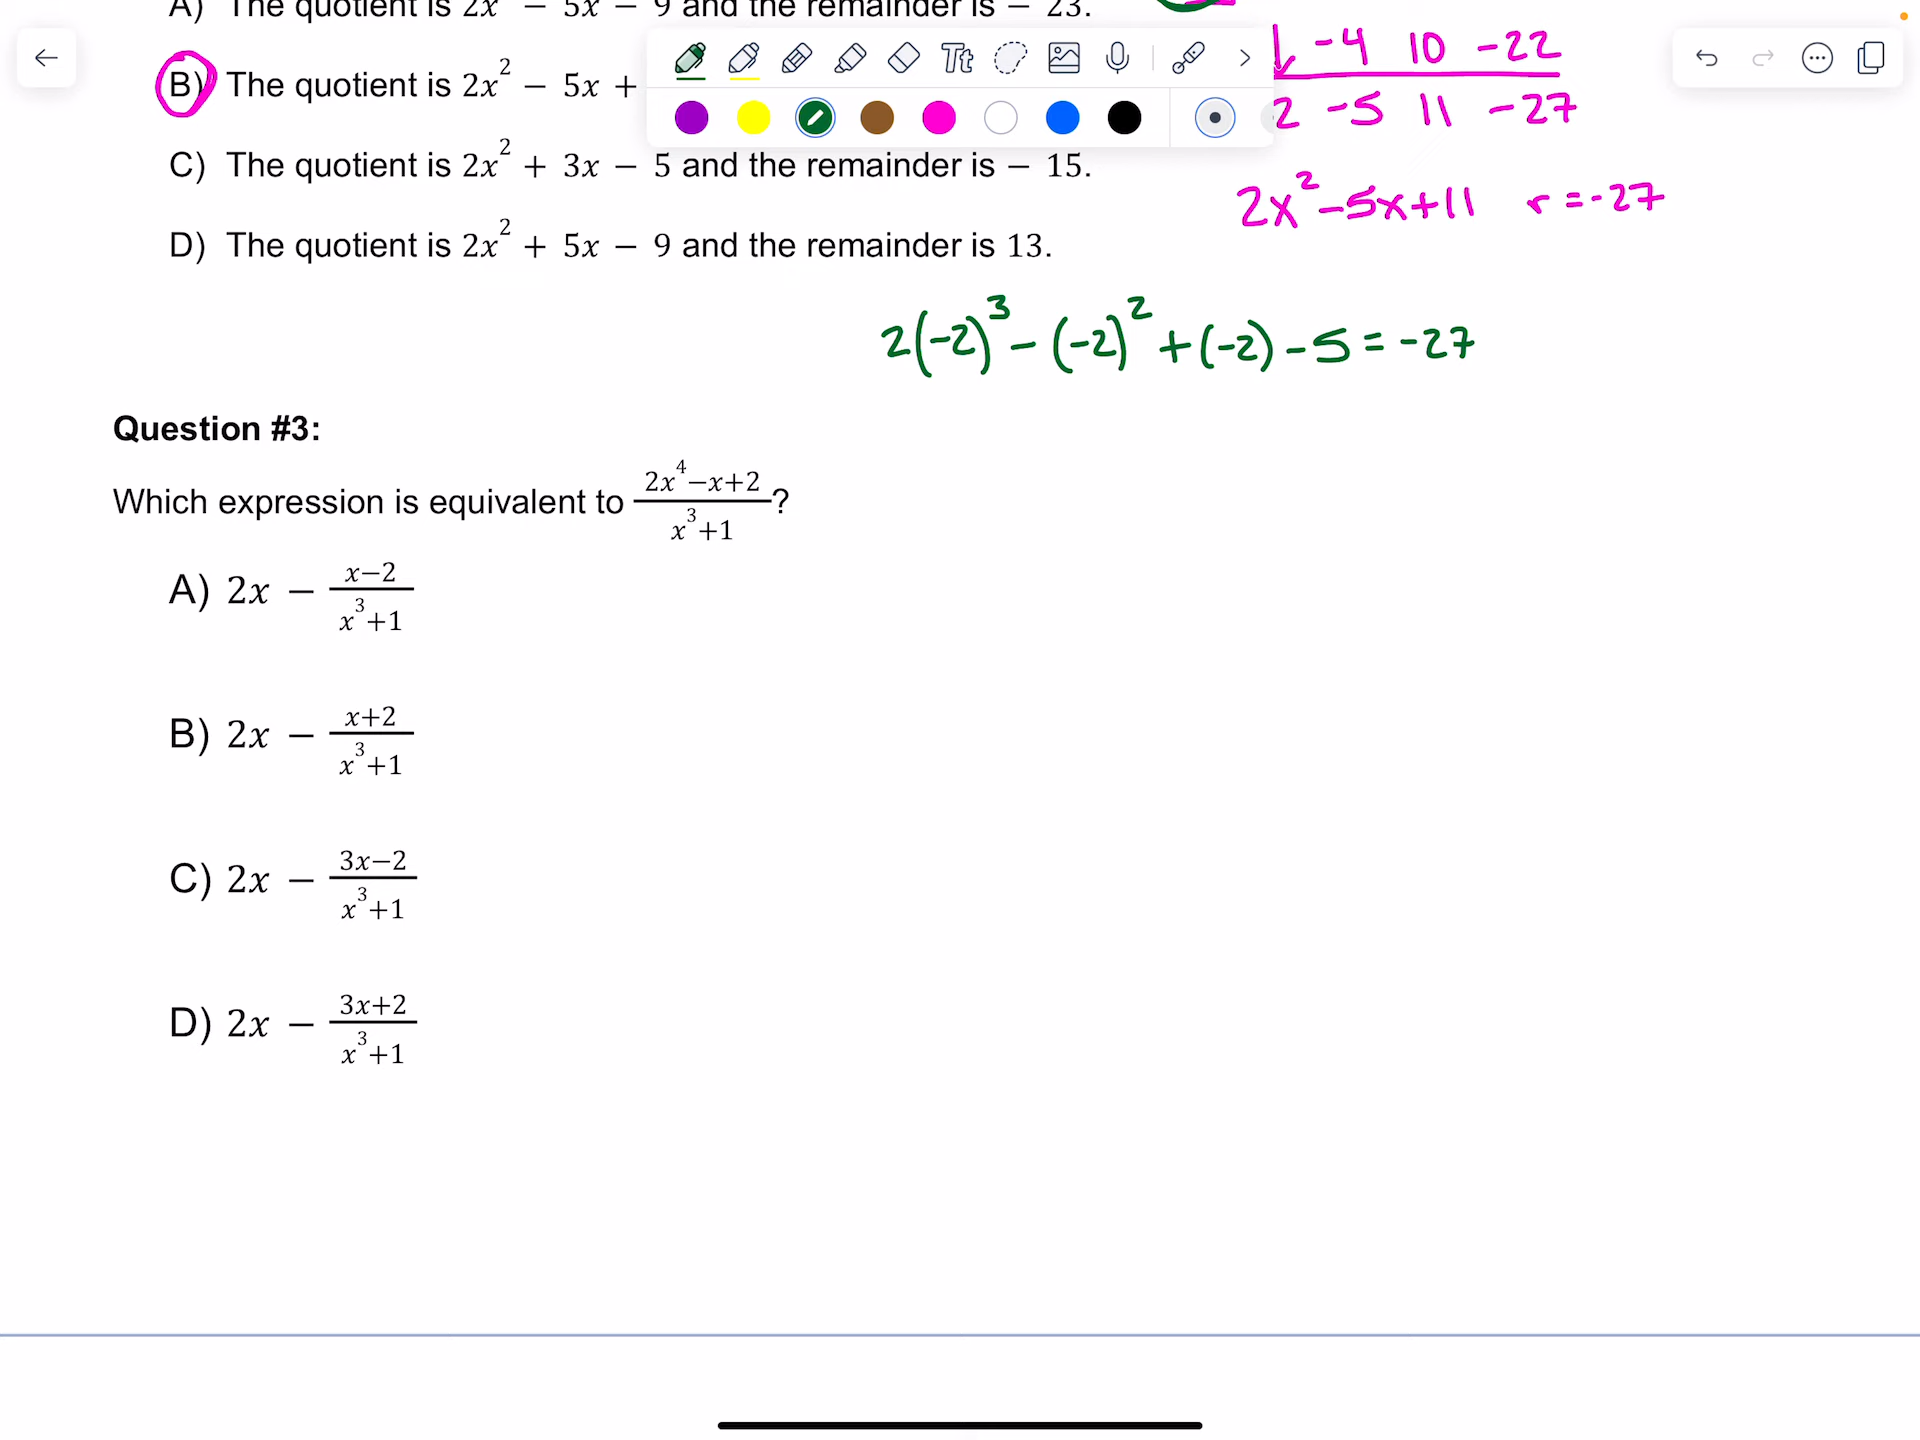 A) The quotient is 2x² − 5x − 9 and the remainder is − 23.
B) The quotient is 2x² − 5x +
C) The quotient is 2x² + 3x − 5 and the remainder is − 15.
D) The quotient is 2x² + 5x − 9 and the remainder is 13.
Tt
-4 10 -22
2 -5 11 -27
2x²-5x+11 r=-27
2(-2)³-(-2)²+(-2)-5=-27
Question #3:
Which expression is equivalent to (2x⁴−x+2)/(x³+1)?
A) 2x − (x−2)/(x³+1)
B) 2x − (x+2)/(x³+1)
C) 2x − (3x−2)/(x³+1)
D) 2x − (3x+2)/(x³+1)